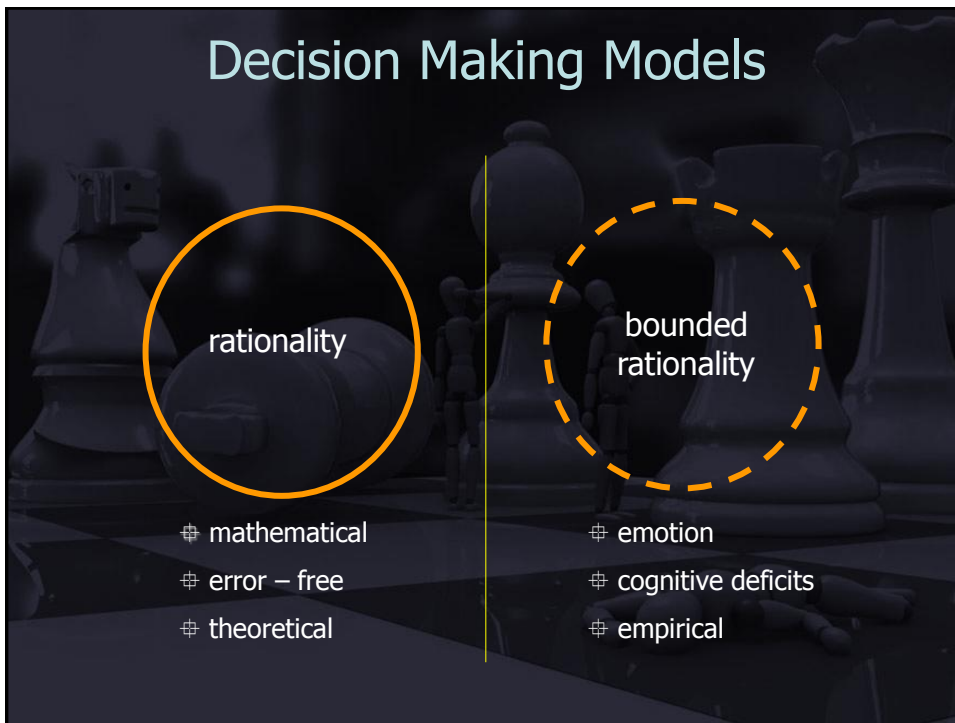 Decision Making Models
rationality
mathematical
error – free
theoretical
bounded
rationality
emotion
cognitive deficits
empirical